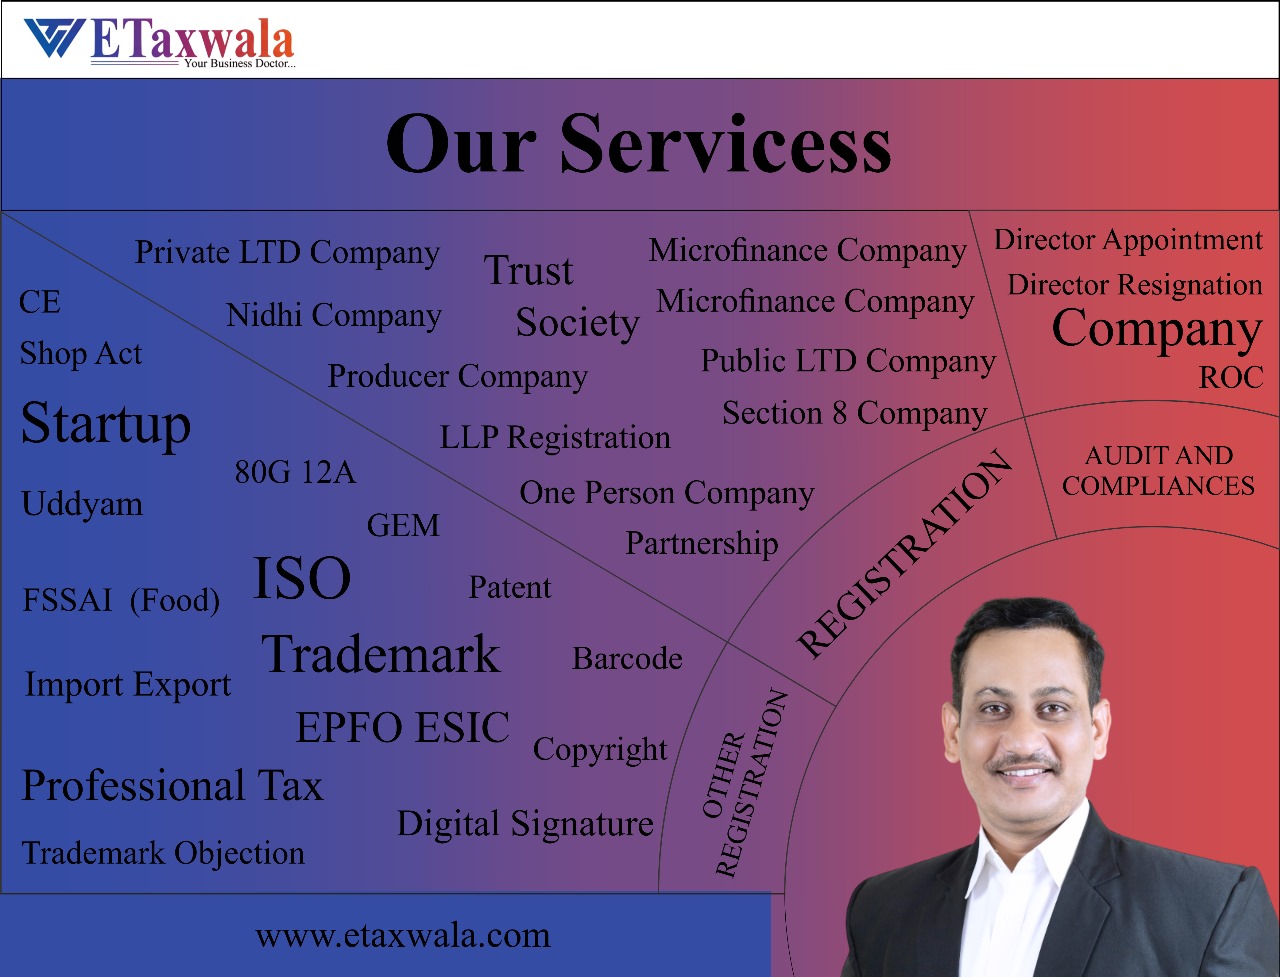 ETaxwala
Your Business Doctor...
Our Servicess
Private LTD Company
Nidhi Company
Producer Company
LLP Registration
One Person Company
Partnership
Trust
Society
Microfinance Company
Microfinance Company
Public LTD Company
Section 8 Company
REGISTRATION
Director Appointment
Director Resignation
Company
ROC
AUDIT AND
COMPLIANCES
CE
Shop Act
Startup
80G 12A
Uddyam
GEM
ISO
Patent
FSSAI (Food)
Trademark
Barcode
Import Export
EPFO ESIC
Copyright
Professional Tax
Digital Signature
Trademark Objection
OTHER
REGISTRATION
www.etaxwala.com